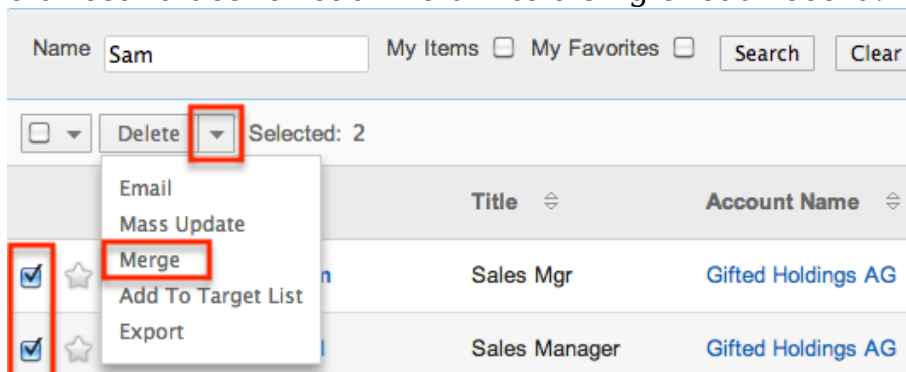 Name Sam My Items My Favorites Search Clear
Delete Selected: 2
Email
Mass Update
Merge
Add To Target List
Export
Title Account Name
n Sales Mgr Gifted Holdings AG
l Sales Manager Gifted Holdings AG